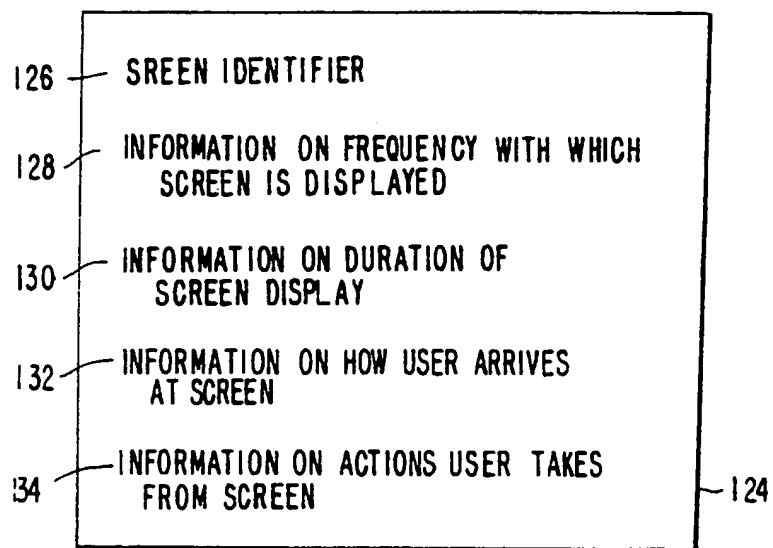 126 SREEN IDENTIFIER
128 INFORMATION ON FREQUENCY WITH WHICH
SCREEN IS DISPLAYED
130 INFORMATION ON DURATION OF
SCREEN DISPLAY
132 INFORMATION ON HOW USER ARRIVES
AT SCREEN
134 INFORMATION ON ACTIONS USER TAKES
FROM SCREEN
124